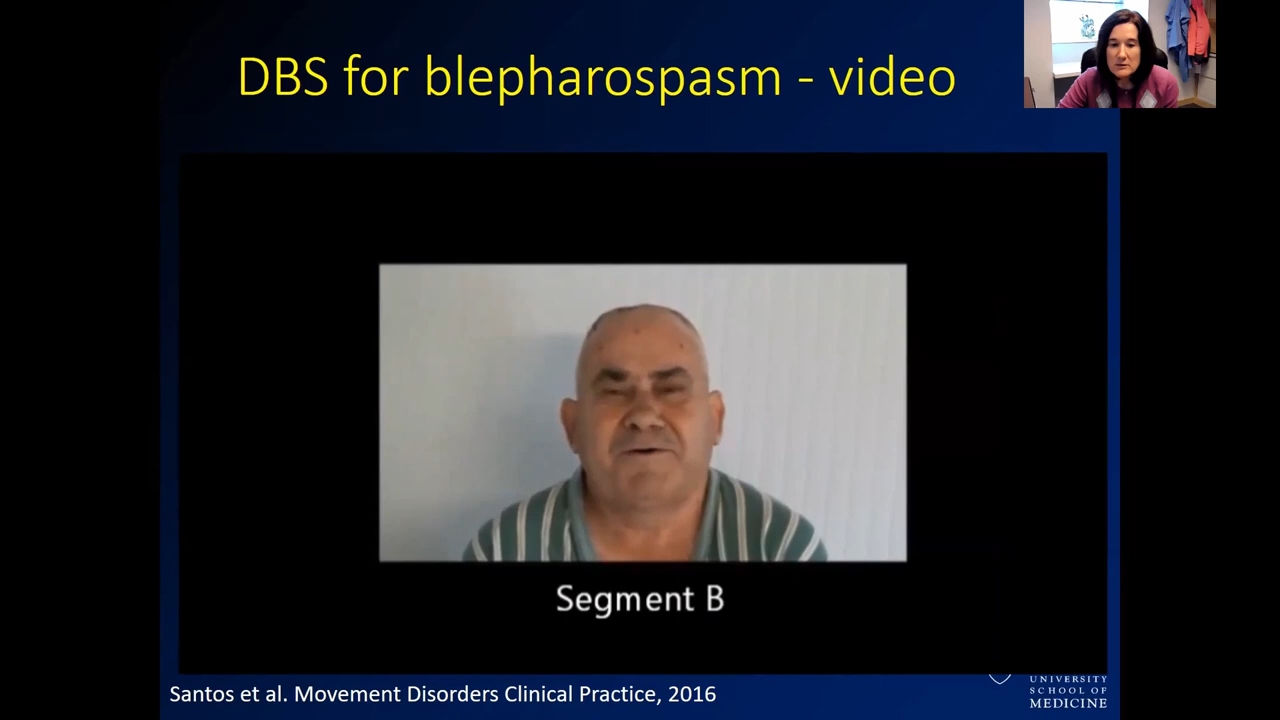 DBS for blepharospasm - video
Segment B
Santos et al. Movement Disorders Clinical Practice, 2016
UNIVERSITY
SCHOOL OF
MEDICINE